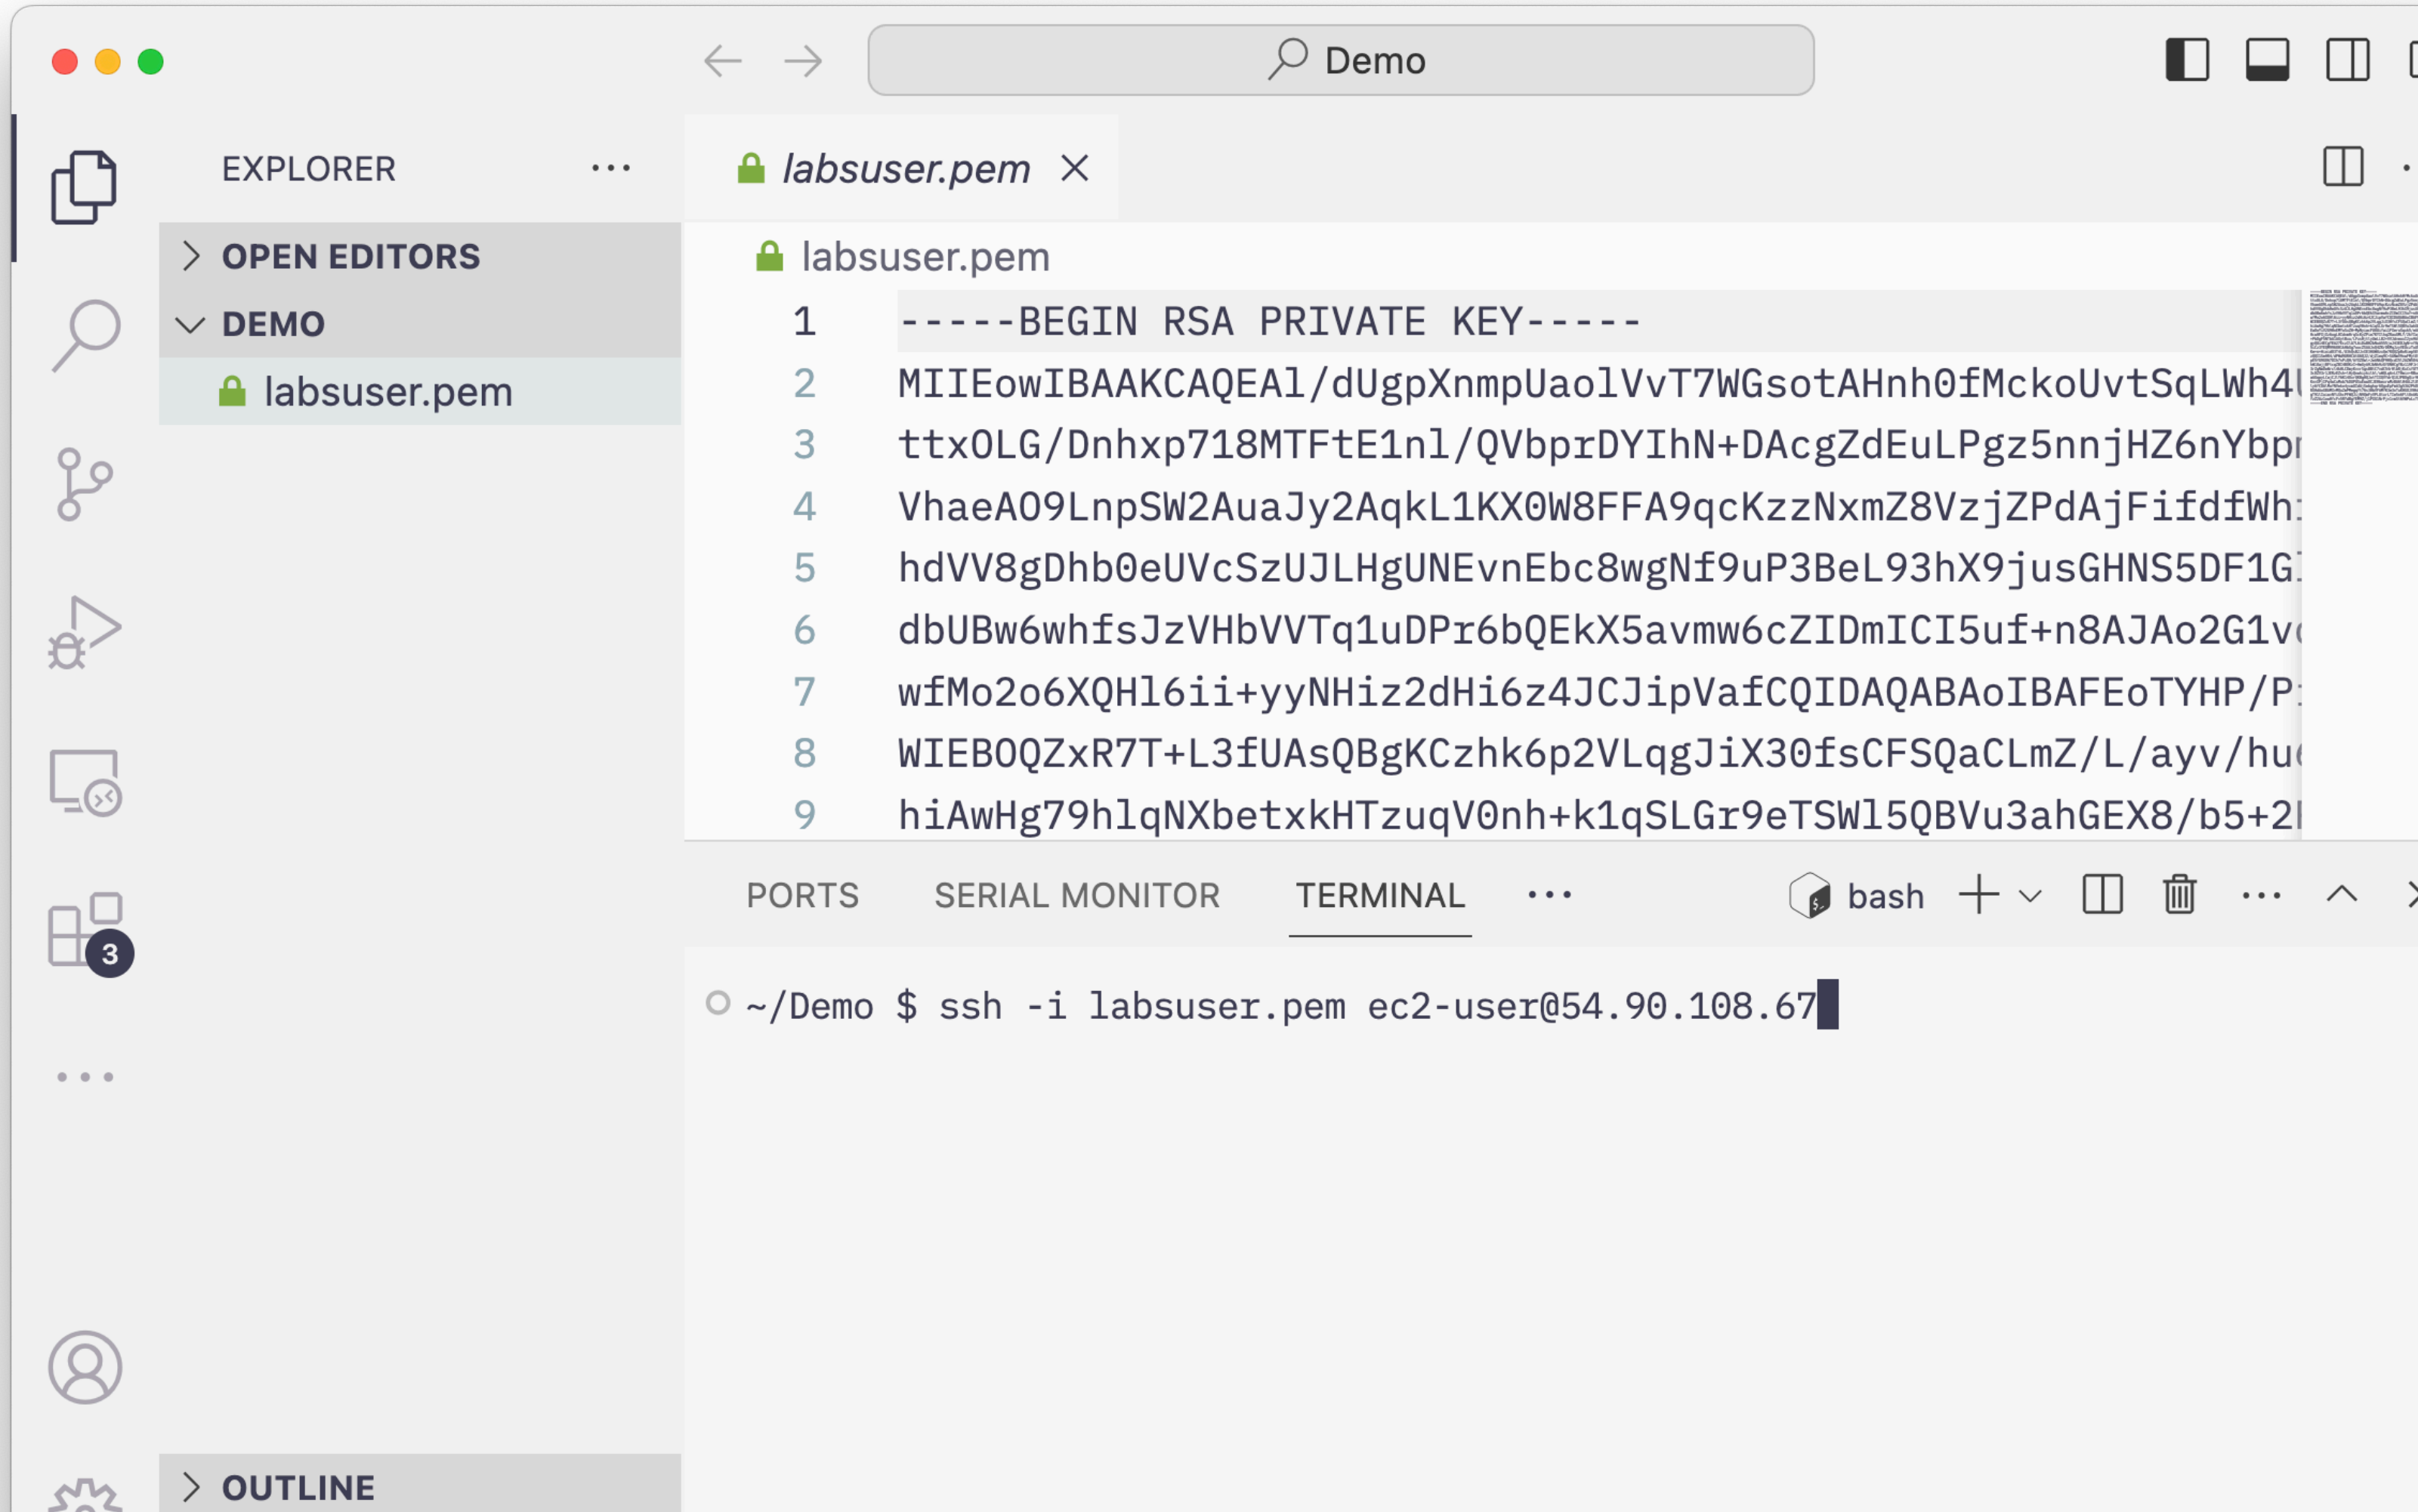 Demo
EXPLORER
labsuser.pem
OPEN EDITORS
labsuser.pem
DEMO
labsuser.pem
1 -----BEGIN RSA PRIVATE KEY-----
2 MIIEowIBAAKCAQEAl/dUgpXnmpUaolVvT7WGsotAHnh0fMckoUvtSqLWh4
3 ttxOLG/Dnhxp718MTFtE1nl/QVbprDYIhN+DAcgZdEuLPgz5nnjHZ6nYbp
4 VhaeAO9LnpSW2AuaJy2AqkL1KX0W8FFA9qcKzzNxmZ8VzjZPdAjFifdfWh
5 hdVV8gDhb0eUVcSzUJLHgUNEvnEbc8wgNf9uP3BeL93hX9jusGHNS5DF1G
6 dbUBw6whfsJzVHbVVTq1uDPr6bQEkX5avmw6cZIDmICI5uf+n8AJAo2G1v
7 wfMo2o6XQHl6ii+yyNHiz2dHi6z4JCJipVafCQIDAQABAoIBAFEoTYHP/P
8 WIEBOQZxR7T+L3fUAsQBgKCzhk6p2VLqgJiX30fsCFSQaCLmZ/L/ayv/hu
9 hiAwHg79hlqNXbetxkHTzuqV0nh+k1qSLGr9eTSWl5QBVu3ahGEX8/b5+2
3
PORTS SERIAL MONITOR TERMINAL bash
~/Demo $ ssh -i labsuser.pem ec2-user@54.90.108.67
OUTLINE